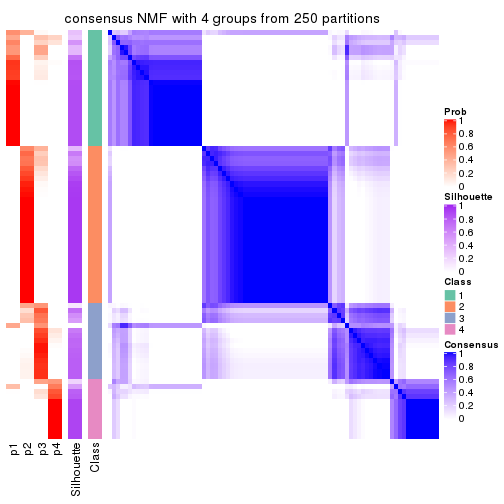 consensus NMF with 4 groups from 250 partitions
Prob
1
0.8
0.6
0.4
0.2
0
Silhouette
1
0.8
0.6
0.4
0.2
0
Class
1
2
3
4
Consensus
1
0.8
0.6
0.4
0.2
0
p1
p2
p3
p4
Silhouette
Class